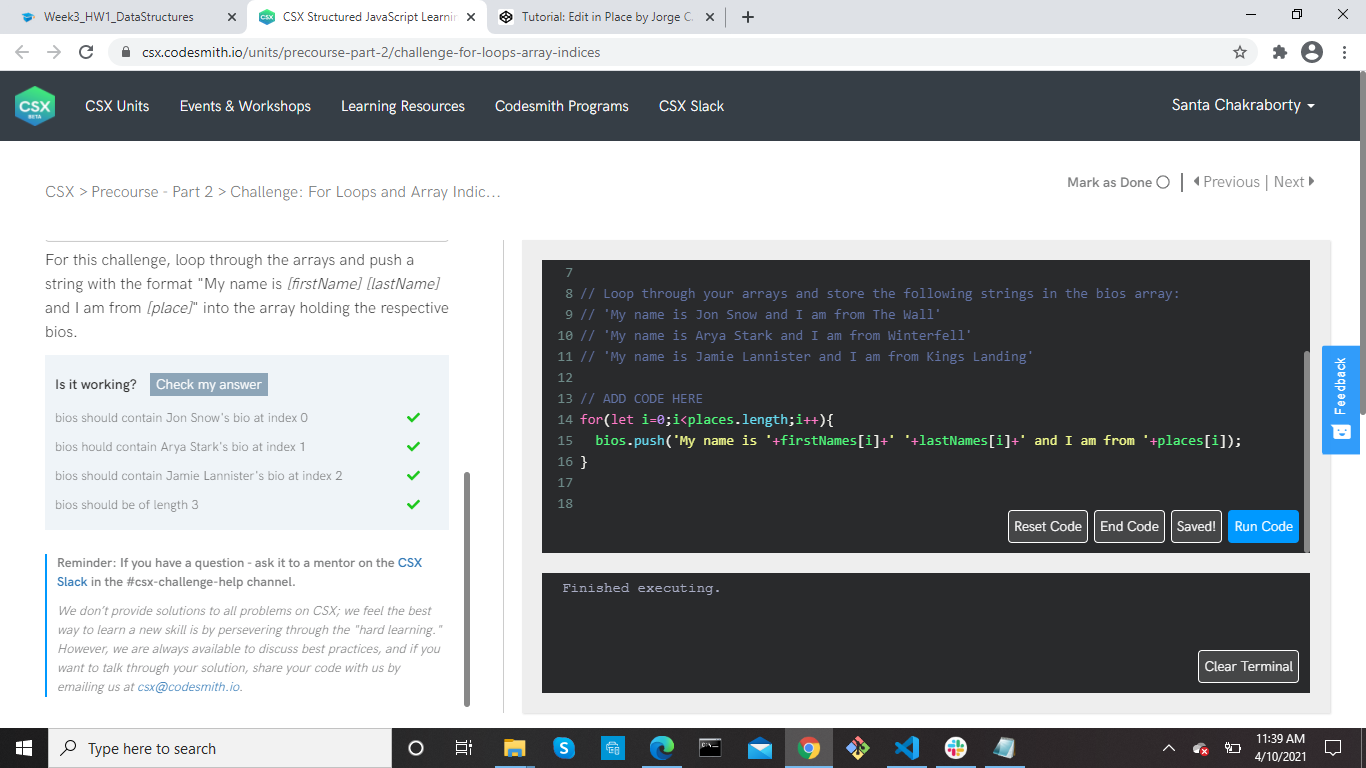 Week3_HW1_DataStructures
CSX Structured JavaScript Learnin
Tutorial: Edit in Place by Jorge C
csx.codesmith.io/units/precourse-part-2/challenge-for-loops-array-indices
CSX
BETA
CSX Units
Events & Workshops
Learning Resources
Codesmith Programs
CSX Slack
Santa Chakraborty
CSX > Precourse - Part 2 > Challenge: For Loops and Array Indic...
Mark as Done
Previous | Next
For this challenge, loop through the arrays and push a
string with the format "My name is [firstName] [lastName]
and I am from [place]" into the array holding the respective
bios.
Is it working?
Check my answer
bios should contain Jon Snow's bio at index 0
bios hould contain Arya Stark's bio at index 1
bios should contain Jamie Lannister's bio at index 2
bios should be of length 3
Reminder: If you have a question - ask it to a mentor on the CSX
Slack in the #csx-challenge-help channel.
We don't provide solutions to all problems on CSX; we feel the best
way to learn a new skill is by persevering through the "hard learning."
However, we are always available to discuss best practices, and if you
want to talk through your solution, share your code with us by
emailing us at csx@codesmith.io.
7
8 // Loop through your arrays and store the following strings in the bios array:
9 // 'My name is Jon Snow and I am from The Wall'
10 // 'My name is Arya Stark and I am from Winterfell'
11 // 'My name is Jamie Lannister and I am from Kings Landing'
12
13 // ADD CODE HERE
14 for(let i=0;i<places.length;i++){
15 bios.push('My name is '+firstNames[i]+' '+lastNames[i]+' and I am from '+places[i]);
16 }
17
18
Reset Code
End Code
Saved!
Run Code
Finished executing.
Clear Terminal
Feedback
Type here to search
11:39 AM
4/10/2021